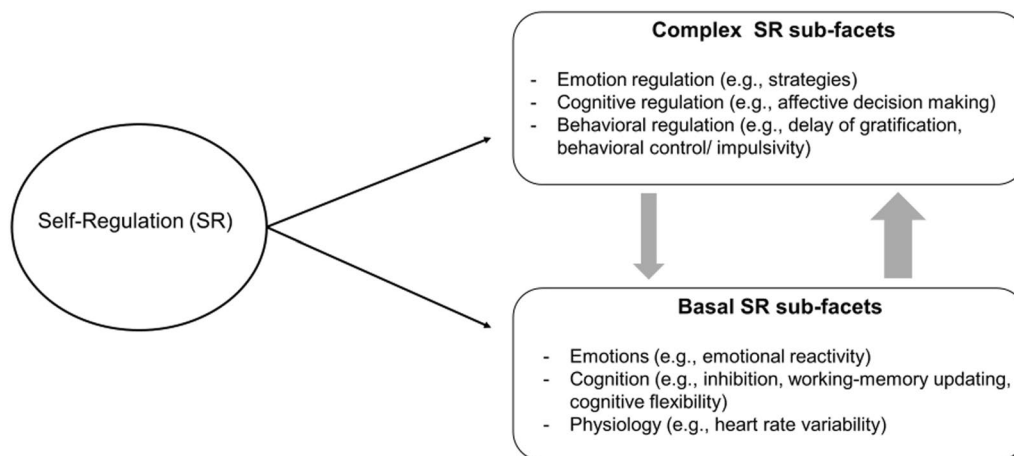 Complex SR sub-facets
- Emotion regulation (e.g., strategies)
- Cognitive regulation (e.g., affective decision making)
- Behavioral regulation (e.g., delay of gratification,
behavioral control/ impulsivity)
Self-Regulation (SR)
Basal SR sub-facets
- Emotions (e.g., emotional reactivity)
- Cognition (e.g., inhibition, working-memory updating,
cognitive flexibility)
- Physiology (e.g., heart rate variability)